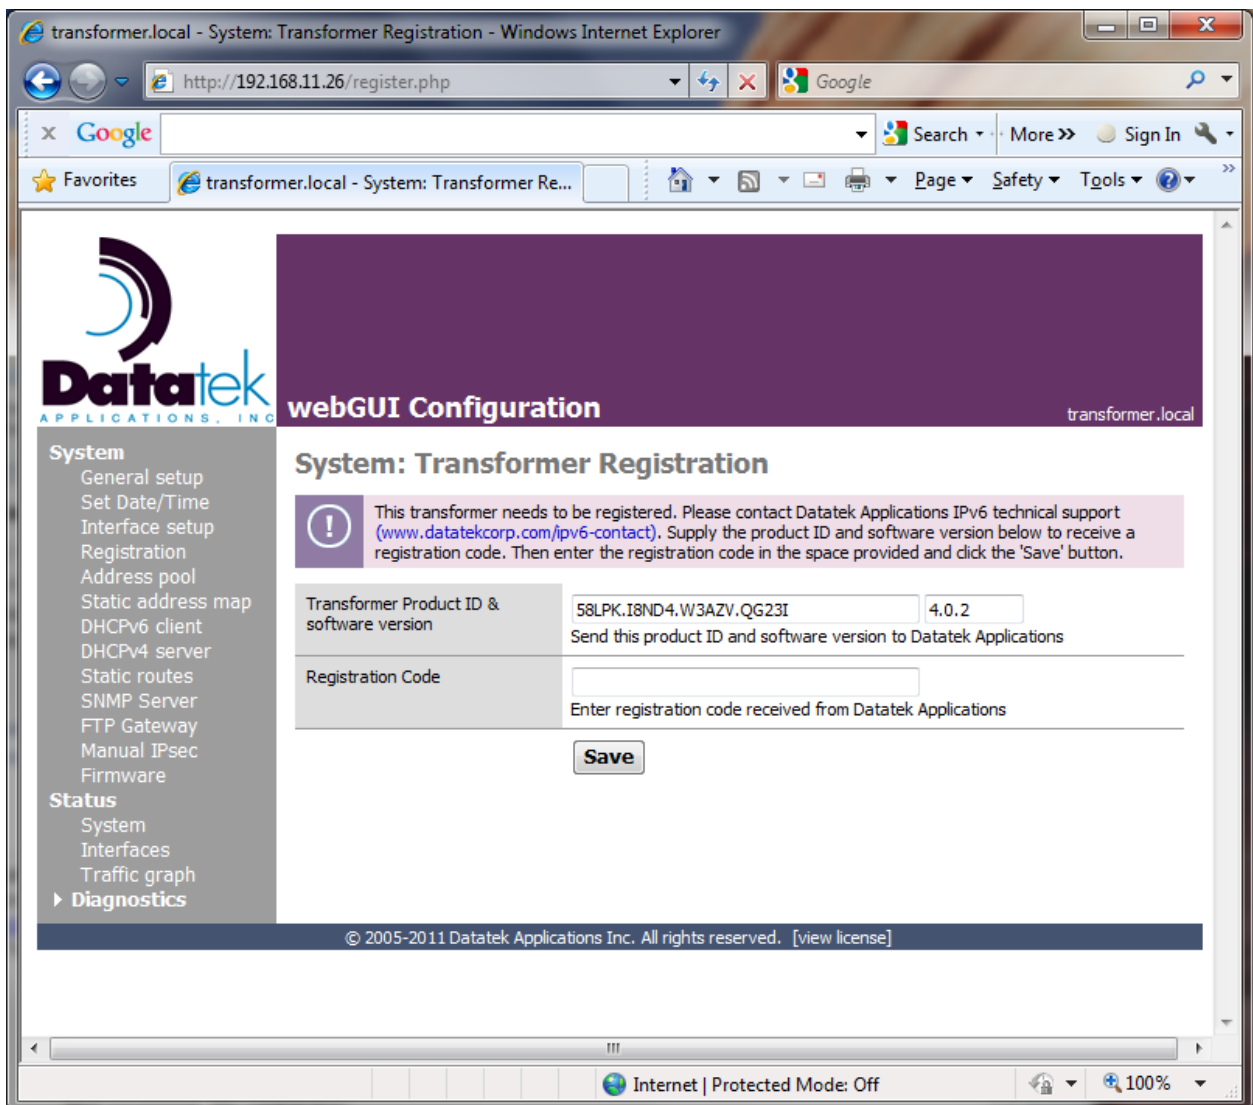 transformer.local - System: Transformer Registration - Windows Internet Explorer
http://192.168.11.26/register.php
Google
x Google
Search
More >>
Sign In
Favorites
transformer.local - System: Transformer Re...
Page
Safety
Tools
Datatek
APPLICATIONS, INC
webGUI Configuration
transformer.local
System
General setup
Set Date/Time
Interface setup
Registration
Address pool
Static address map
DHCPv6 client
DHCPv4 server
Static routes
SNMP Server
FTP Gateway
Manual IPsec
Firmware
Status
System
Interfaces
Traffic graph
Diagnostics
System: Transformer Registration
This transformer needs to be registered. Please contact Datatek Applications IPv6 technical support
(www.datatekcorp.com/ipv6-contact). Supply the product ID and software version below to receive a
registration code. Then enter the registration code in the space provided and click the 'Save' button.
Transformer Product ID &
software version
58LPK.I8ND4.W3AZV.QG23I
4.0.2
Send this product ID and software version to Datatek Applications
Registration Code
Enter registration code received from Datatek Applications
Save
© 2005-2011 Datatek Applications Inc. All rights reserved. [view license]
Internet | Protected Mode: Off
100%